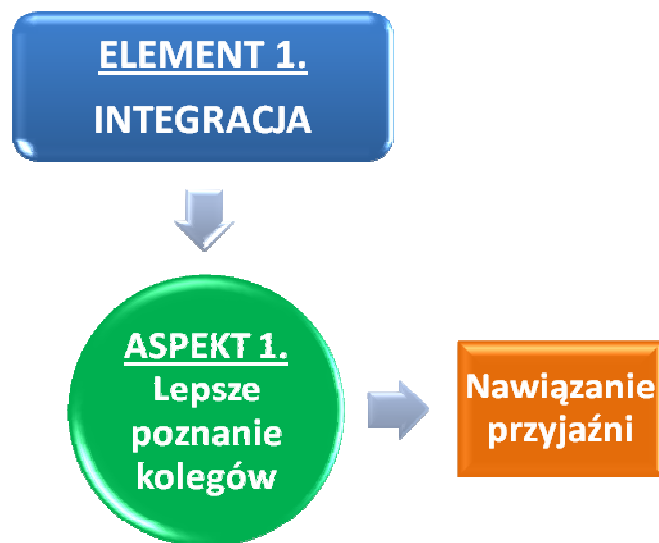 ELEMENT 1.
INTEGRACJA
ASPEKT 1.
Lepsze
poznanie
kolegów
Nawiązanie
przyjaźni